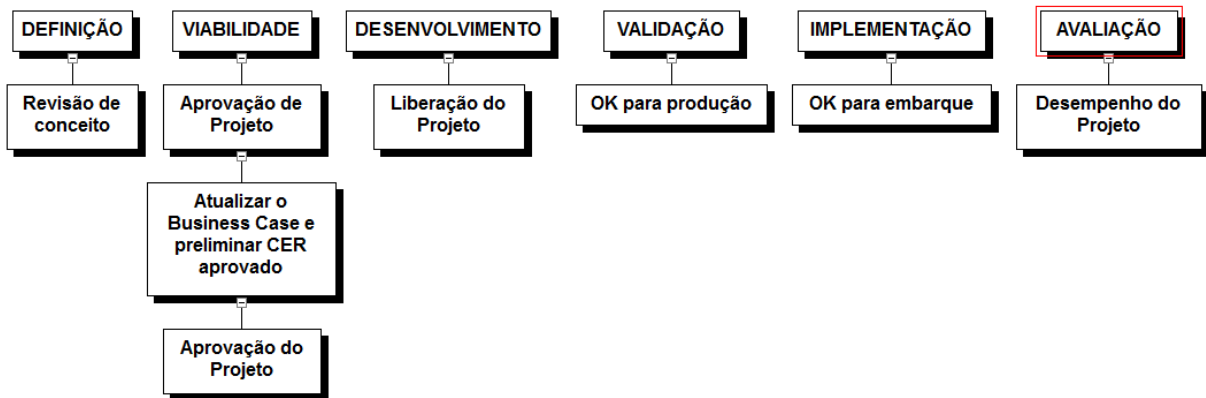 DEFINIÇÃO
VIABILIDADE
DESENVOLVIMENTO
VALIDAÇÃO
IMPLEMENTAÇÃO
AVALIAÇÃO
Revisão de
conceito
Aprovação de
Projeto
Liberação do
Projeto
OK para produção
OK para embarque
Desempenho do
Projeto
Atualizar o
Business Case e
preliminar CER
aprovado
Aprovação do
Projeto